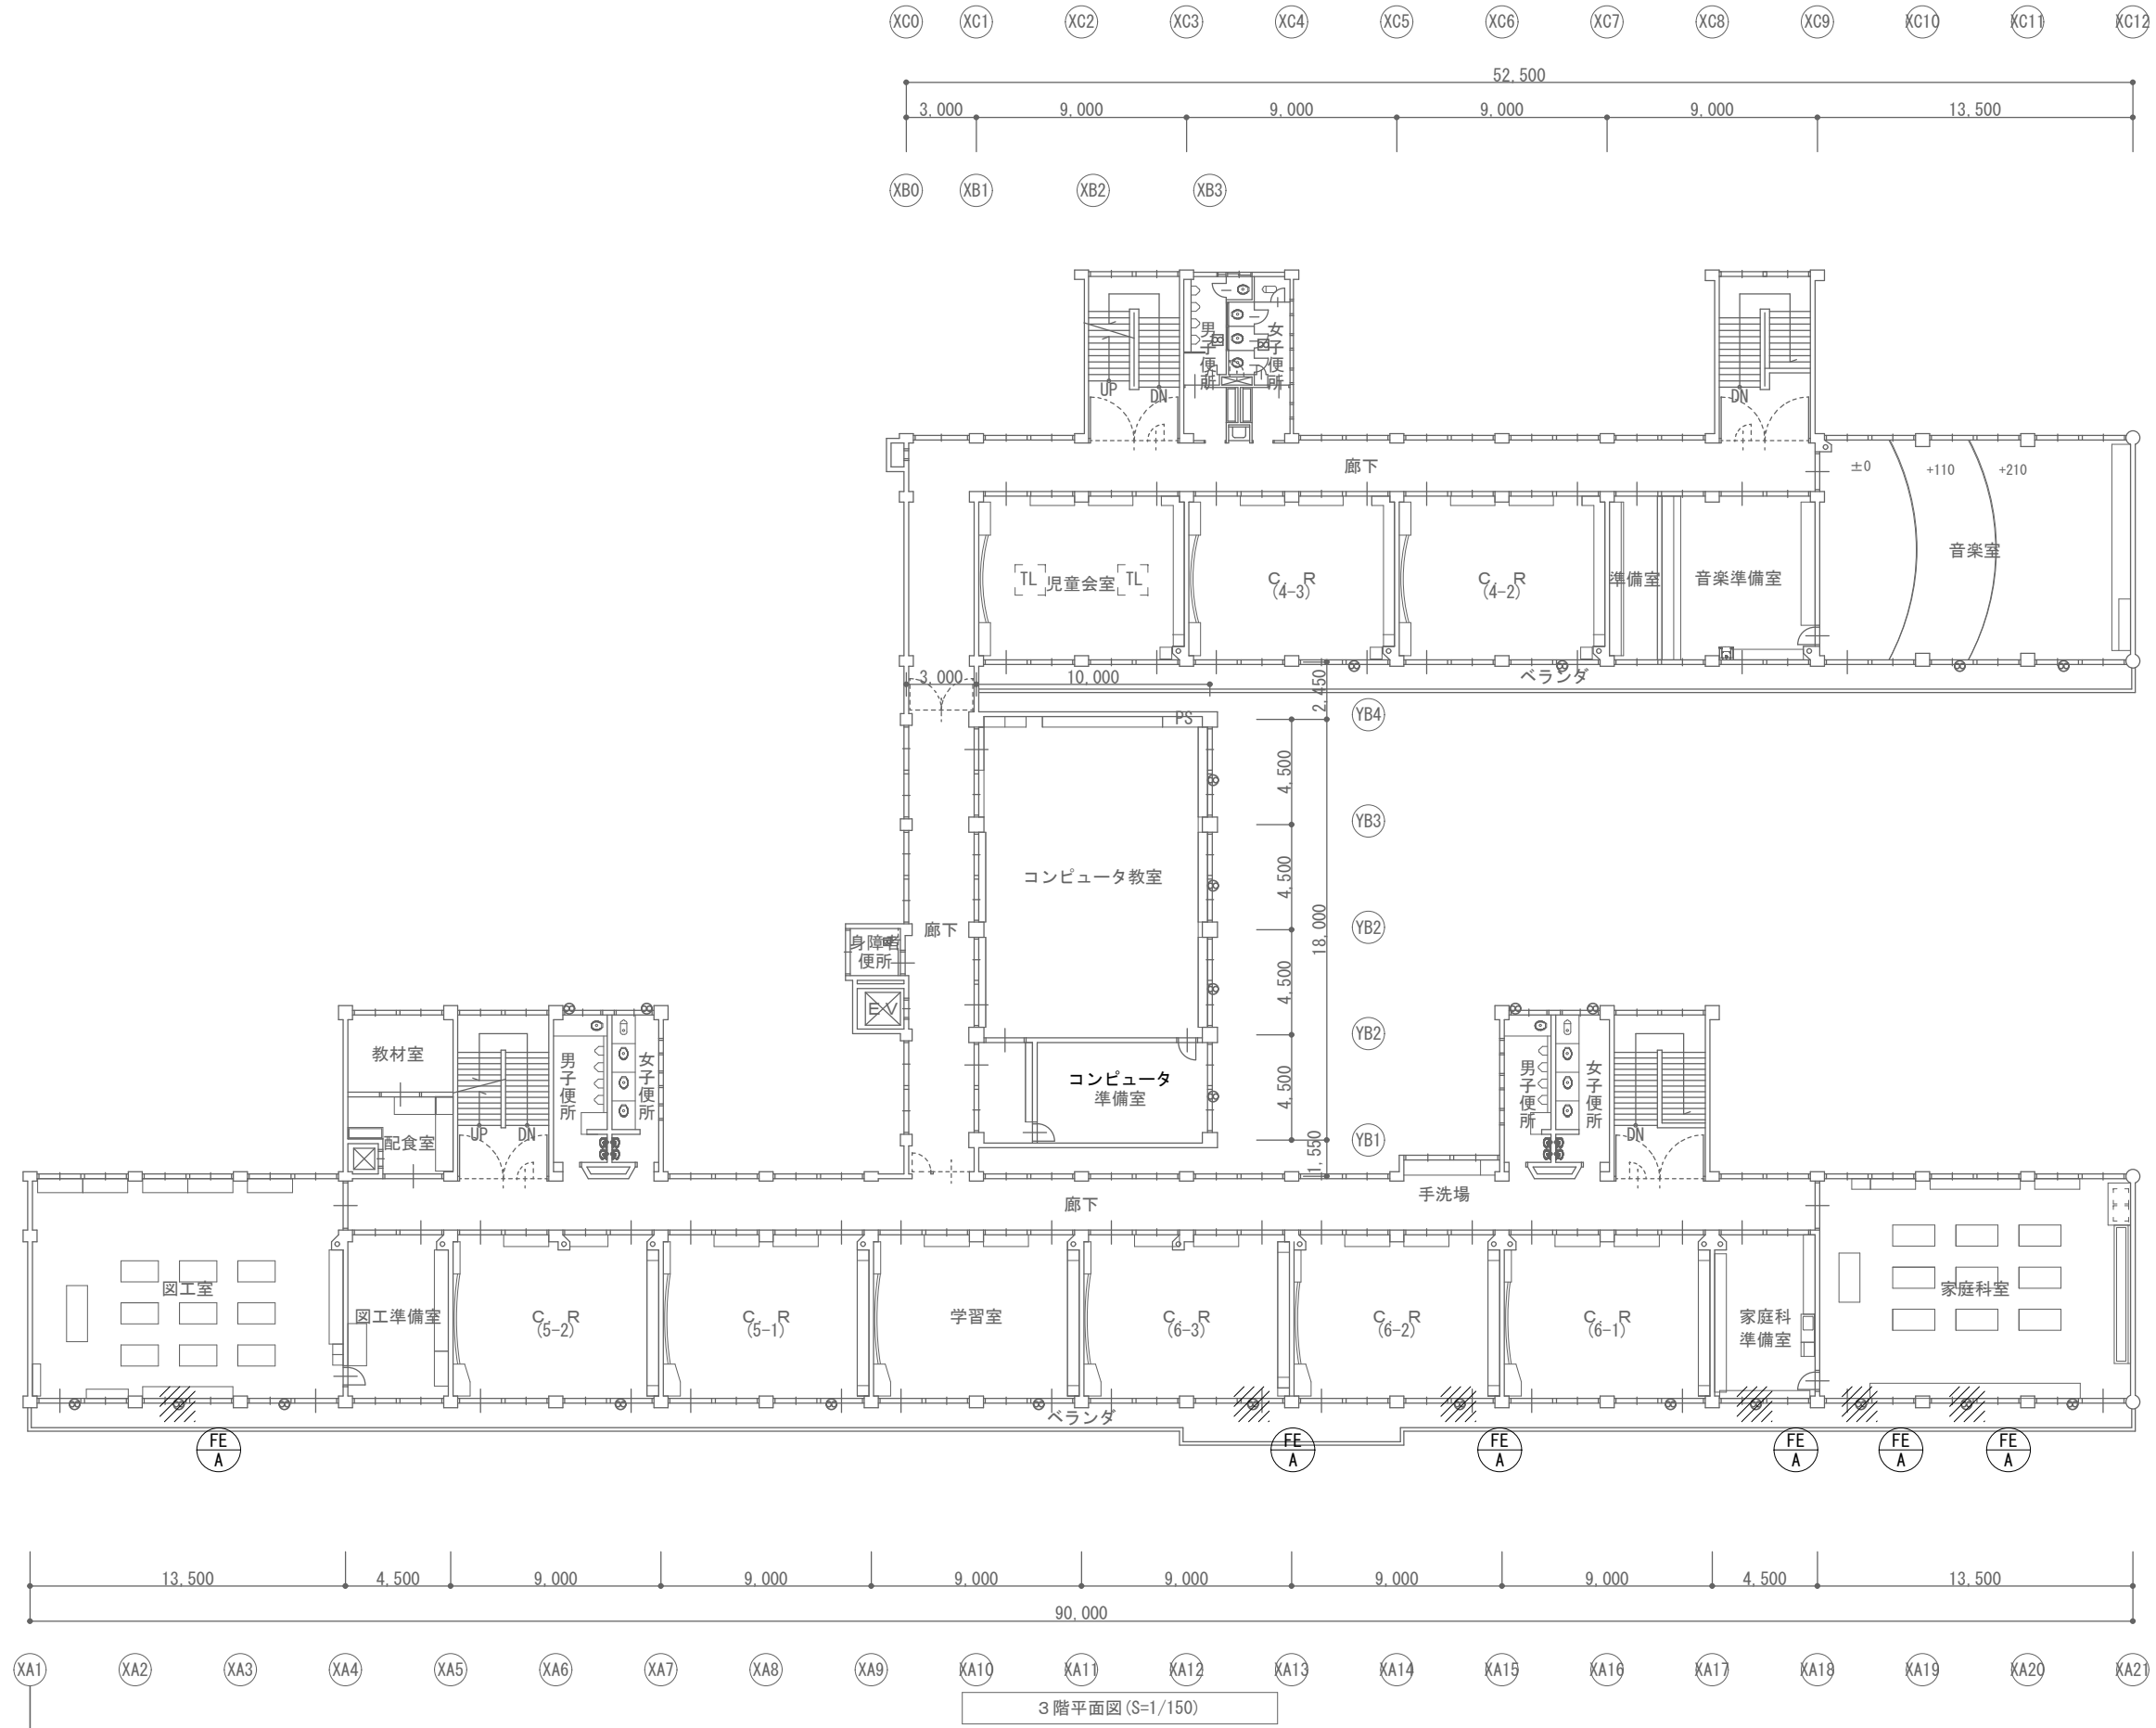 XC0 XC1 XC2 XC3 XC4 XC5 XC6 XC7 XC8 XC9 XC10 XC11 XC12
52,500
3,000 9,000 9,000 9,000 9,000 13,500
XB0 XB1 XB2 XB3
男子便所
女子便所
UP DN
DN
廊下
±0 +110 +210
音楽室
TL 児童会室 TL
C R
(4-3)
C R
(4-2)
準備室
音楽準備室
ベランダ
3,000 10,000
2,450
PS
YB4
4,500
YB3
コンピュータ教室
4,500
18,000
YB2
廊下
身障者
便所
4,500
EV
YB2
教材室
男子便所
女子便所
コンピュータ
準備室
4,500
男子便所
女子便所
配食室
UP DN
DN
YB1
1,550
手洗場
廊下
図工室
図工準備室
C R
(5-2)
C R
(5-1)
学習室
C R
(6-3)
C R
(6-2)
C R
(6-1)
家庭科
準備室
家庭科室
ベランダ
FE
A
FE
A
FE
A
FE
A
FE
A
FE
A
13,500 4,500 9,000 9,000 9,000 9,000 9,000 9,000 4,500 13,500
90,000
XA1 XA2 XA3 XA4 XA5 XA6 XA7 XA8 XA9 XA10 XA11 XA12 XA13 XA14 XA15 XA16 XA17 XA18 XA19 XA20 XA21
３階平面図(S=1/150)